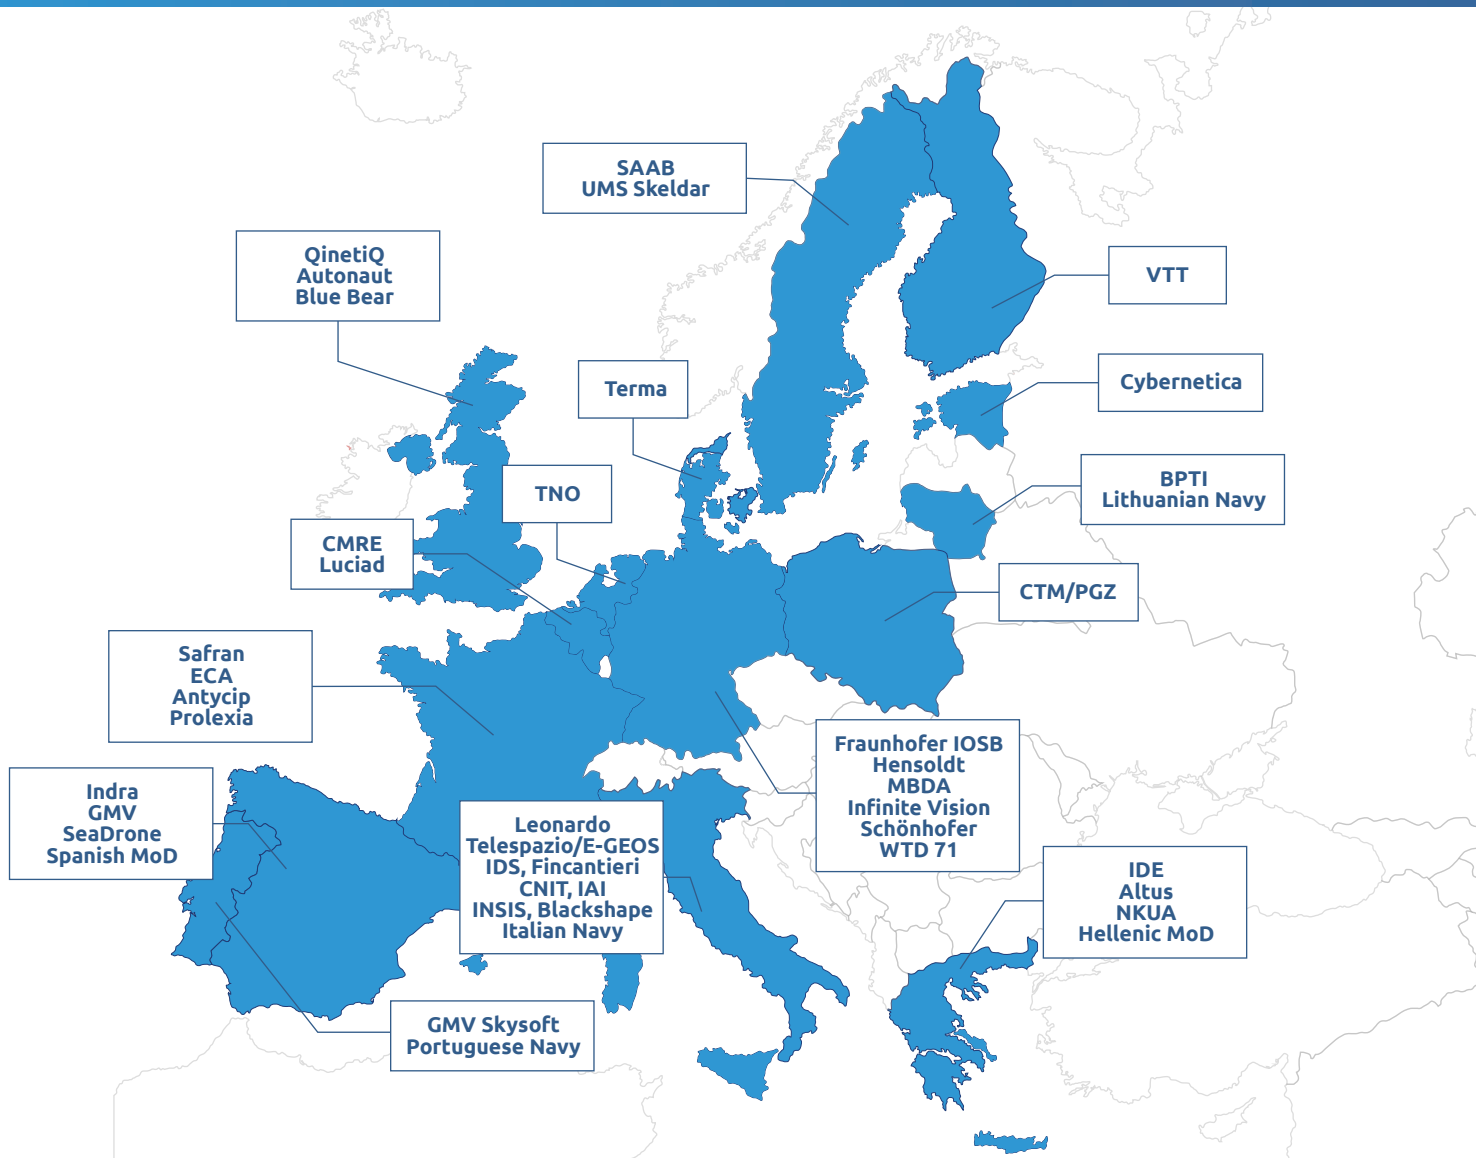 SAAB
UMS Skeldar
QinetiQ
Autonaut
Blue Bear
VTT
Terma
Cybernetica
TNO
BPTI
Lithuanian Navy
CMRE
Luciad
CTM/PGZ
Safran
ECA
Antycip
Prolexia
Fraunhofer IOSB
Hensoldt
MBDA
Infinite Vision
Schönhofer
WTD 71
Indra
GMV
SeaDrone
Spanish MoD
Leonardo
Telespazio/E-GEOS
IDS, Fincantieri
CNIT, IAI
INSIS, Blackshape
Italian Navy
IDE
Altus
NKUA
Hellenic MoD
GMV Skysoft
Portuguese Navy